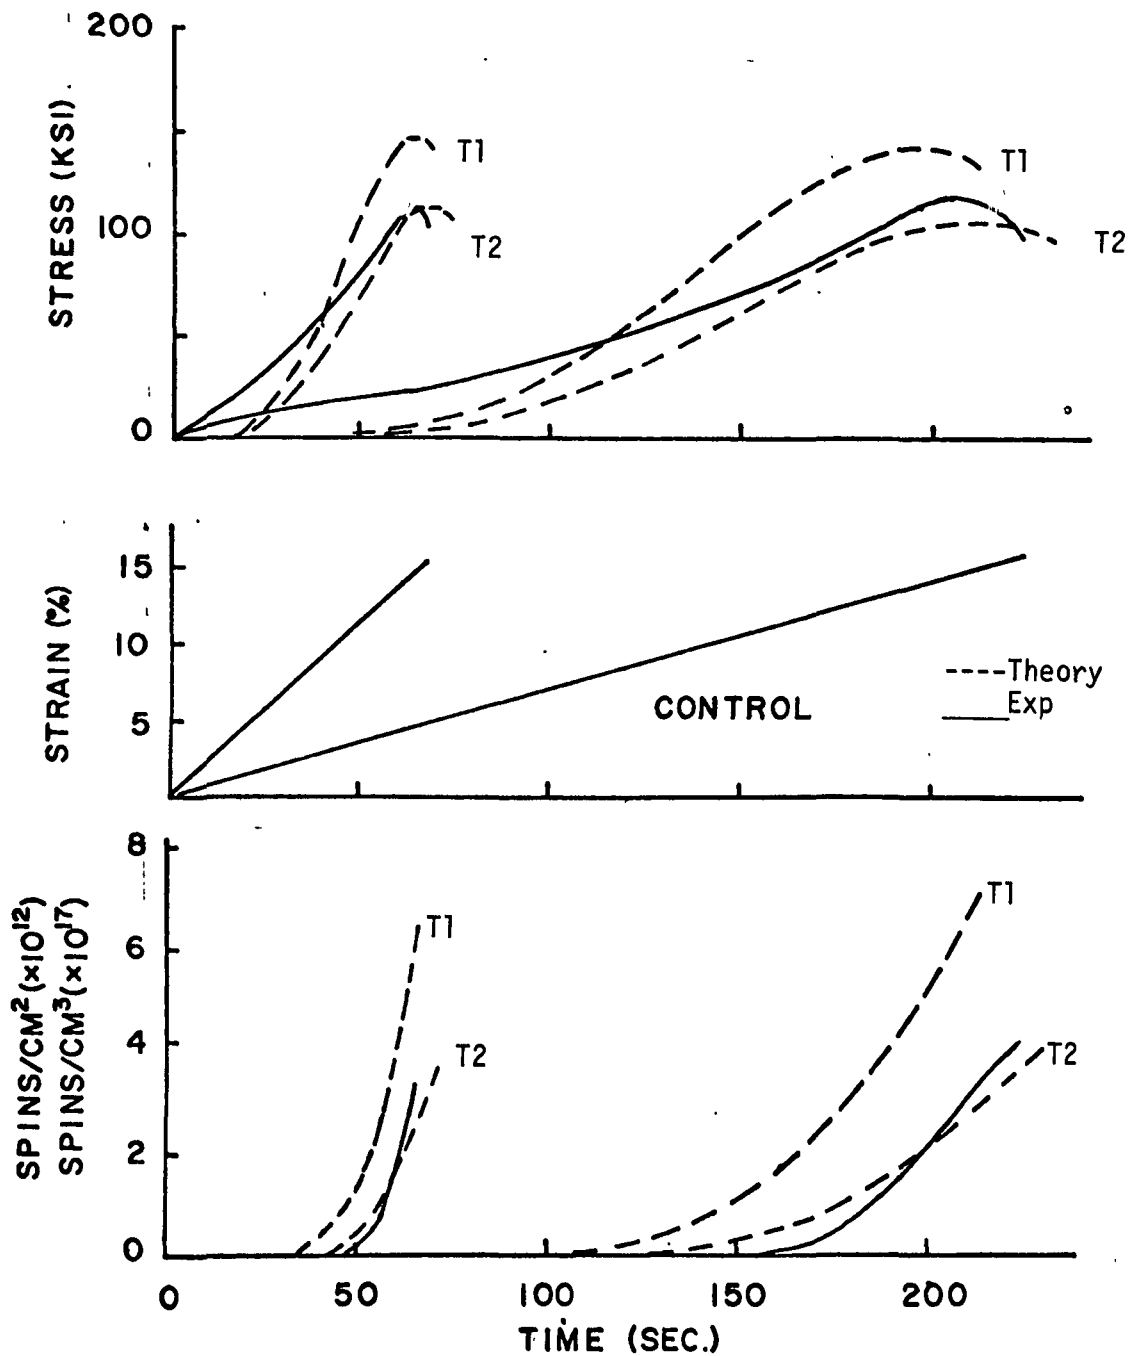 200
100
0
STRESS (KSI)
T1
T2
T1
T2
15
10
5
STRAIN (%)
CONTROL
----Theory
Exp
8
6
4
2
0
SPINS/CM²(×10¹²)
SPINS/CM³(×10¹⁷)
T1
T2
T1
T2
0 50 100 150 200
TIME (SEC.)